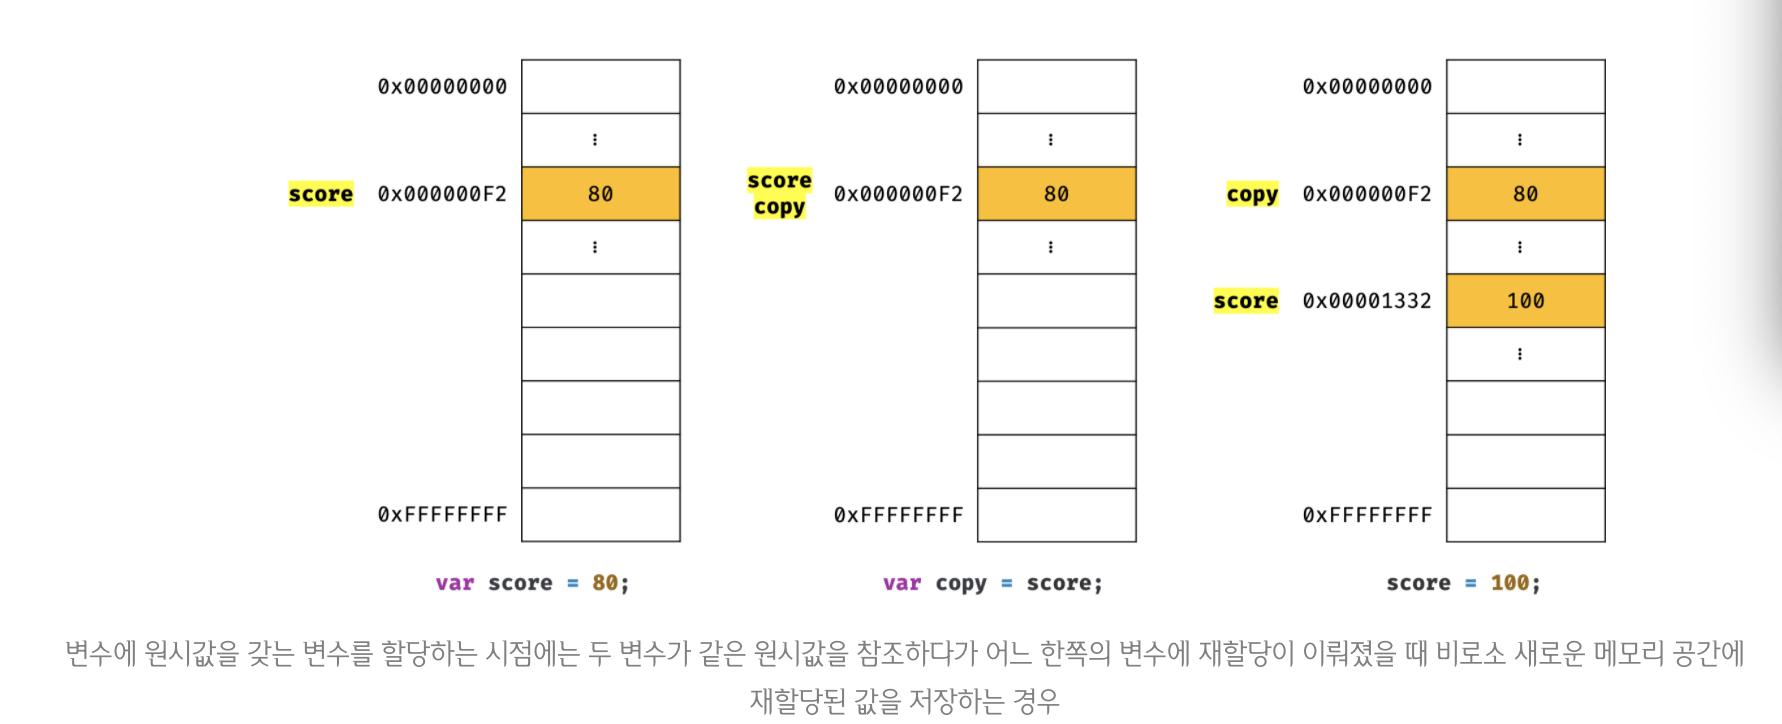 0x00000000
⋮
score 0x000000F2 80
⋮
0xFFFFFFFF
var score = 80;
0x00000000
⋮
score
copy
0x000000F2 80
⋮
0xFFFFFFFF
var copy = score;
0x00000000
⋮
copy 0x000000F2 80
⋮
score 0x00001332 100
⋮
0xFFFFFFFF
score = 100;
변수에 원시값을 갖는 변수를 할당하는 시점에는 두 변수가 같은 원시값을 참조하다가 어느 한쪽의 변수에 재할당이 이뤄졌을 때 비로소 새로운 메모리 공간에
재할당된 값을 저장하는 경우